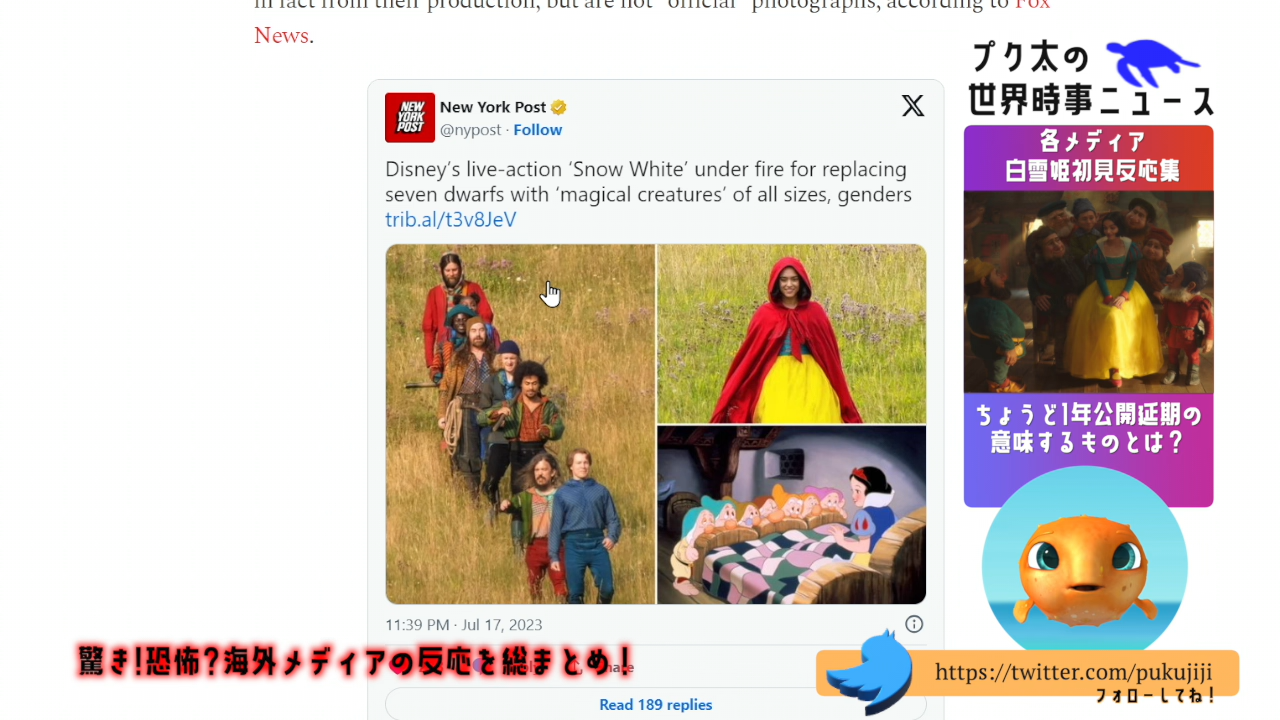 in fact from their production, but are not "official" photographs, according to Fox
News.
NEW
YORK
POST
New York Post
@nypost · Follow
X
Disney's live-action 'Snow White' under fire for replacing
seven dwarfs with 'magical creatures' of all sizes, genders
trib.al/t3v8JeV
11:39 PM · Jul 17, 2023
Read 189 replies
驚き!恐怖?海外メディアの反応を総まとめ!
プク太の
世界時事ニュース
各メディア
白雪姫初見反応集
ちょうど1年公開延期の
意味するものとは?
https://twitter.com/pukujiji
フォローしてね!